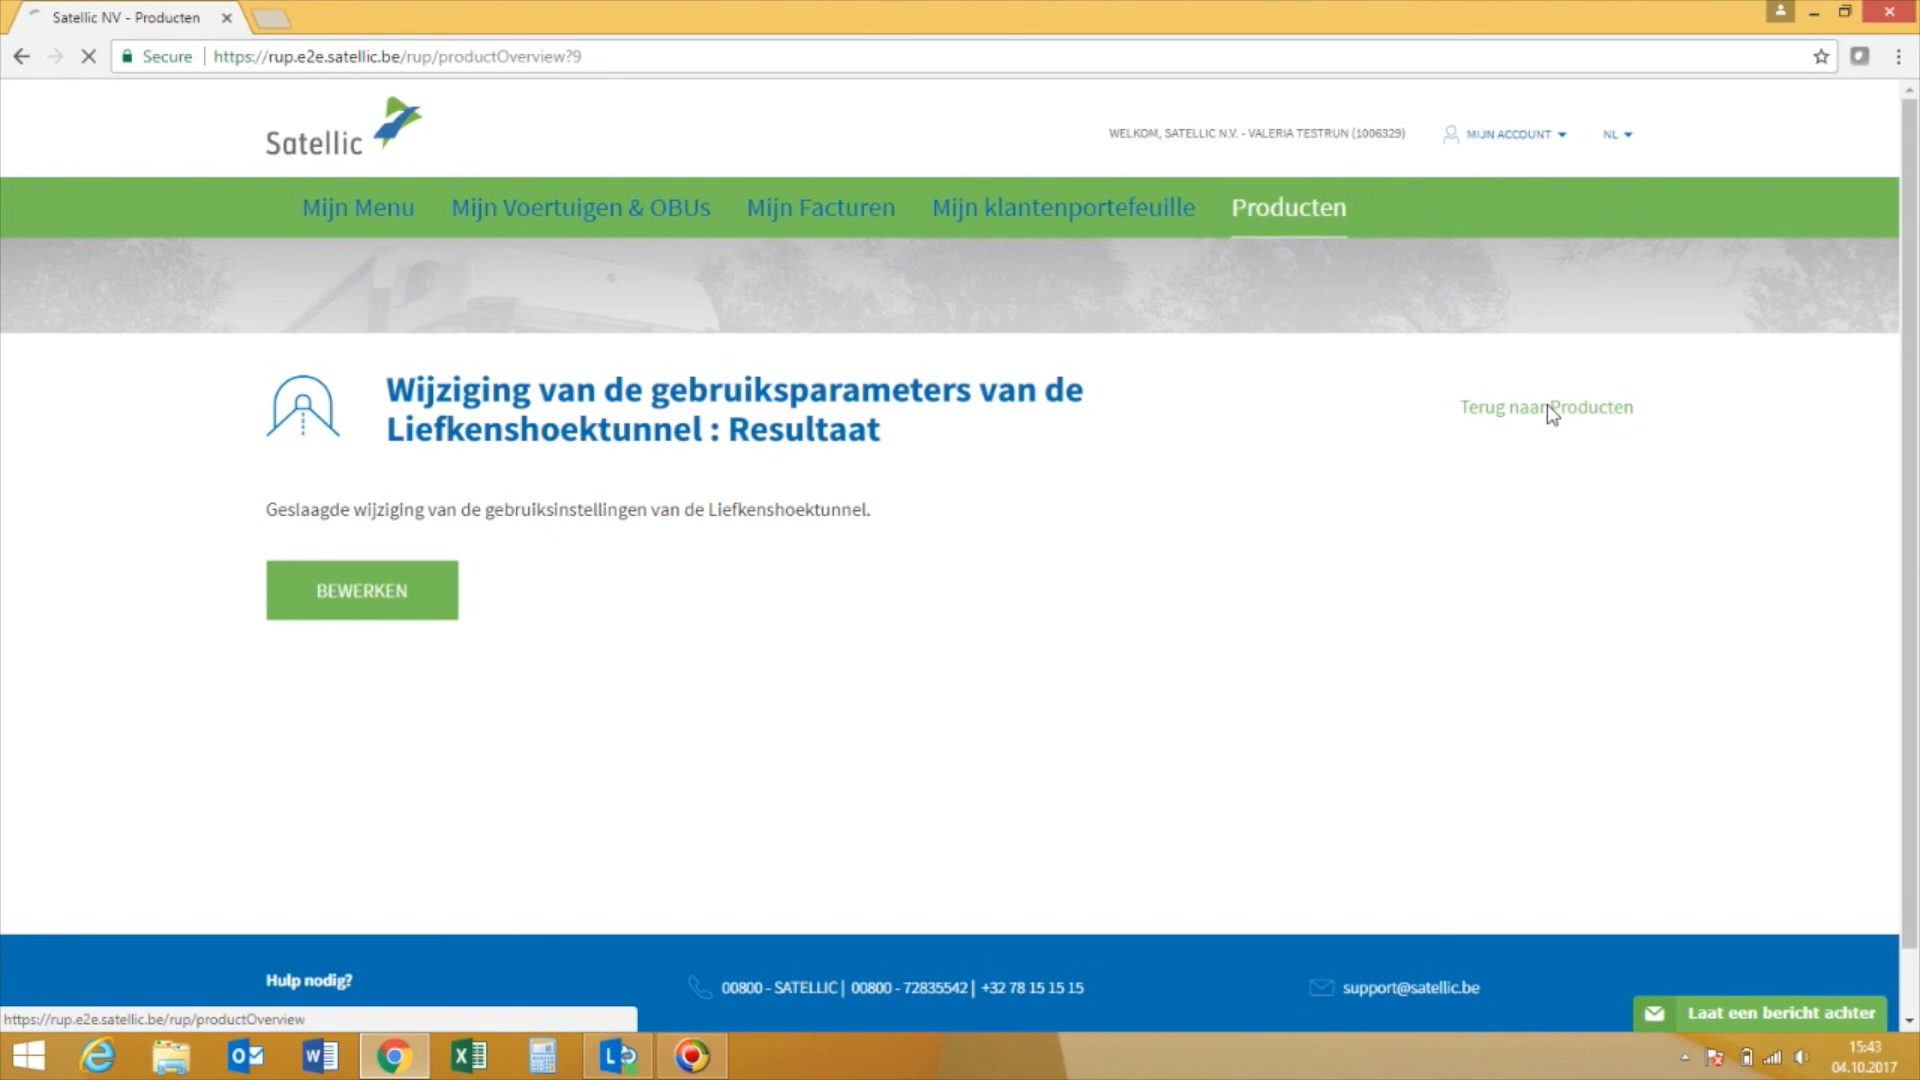 Satellic NV - Producten
Secure https://rup.e2e.satellic.be/rup/productOverview?9
Satellic
WELKOM, SATELLIC N.V. - VALERIA TESTRUN (1006329)
MIJN ACCOUNT
NL
Mijn Menu Mijn Voertuigen & OBUs Mijn Facturen Mijn klantenportefeuille Producten
Wijziging van de gebruiksparameters van de
Liefkenshoektunnel : Resultaat
Terug naar Producten
Geslaagde wijziging van de gebruiksinstellingen van de Liefkenshoektunnel.
BEWERKEN
Hulp nodig?
00800 - SATELLIC | 00800 - 72835542 | +32 78 15 15 15
support@satellic.be
Laat een bericht achter
https://rup.e2e.satellic.be/rup/productOverview
15:43
04.10.2017